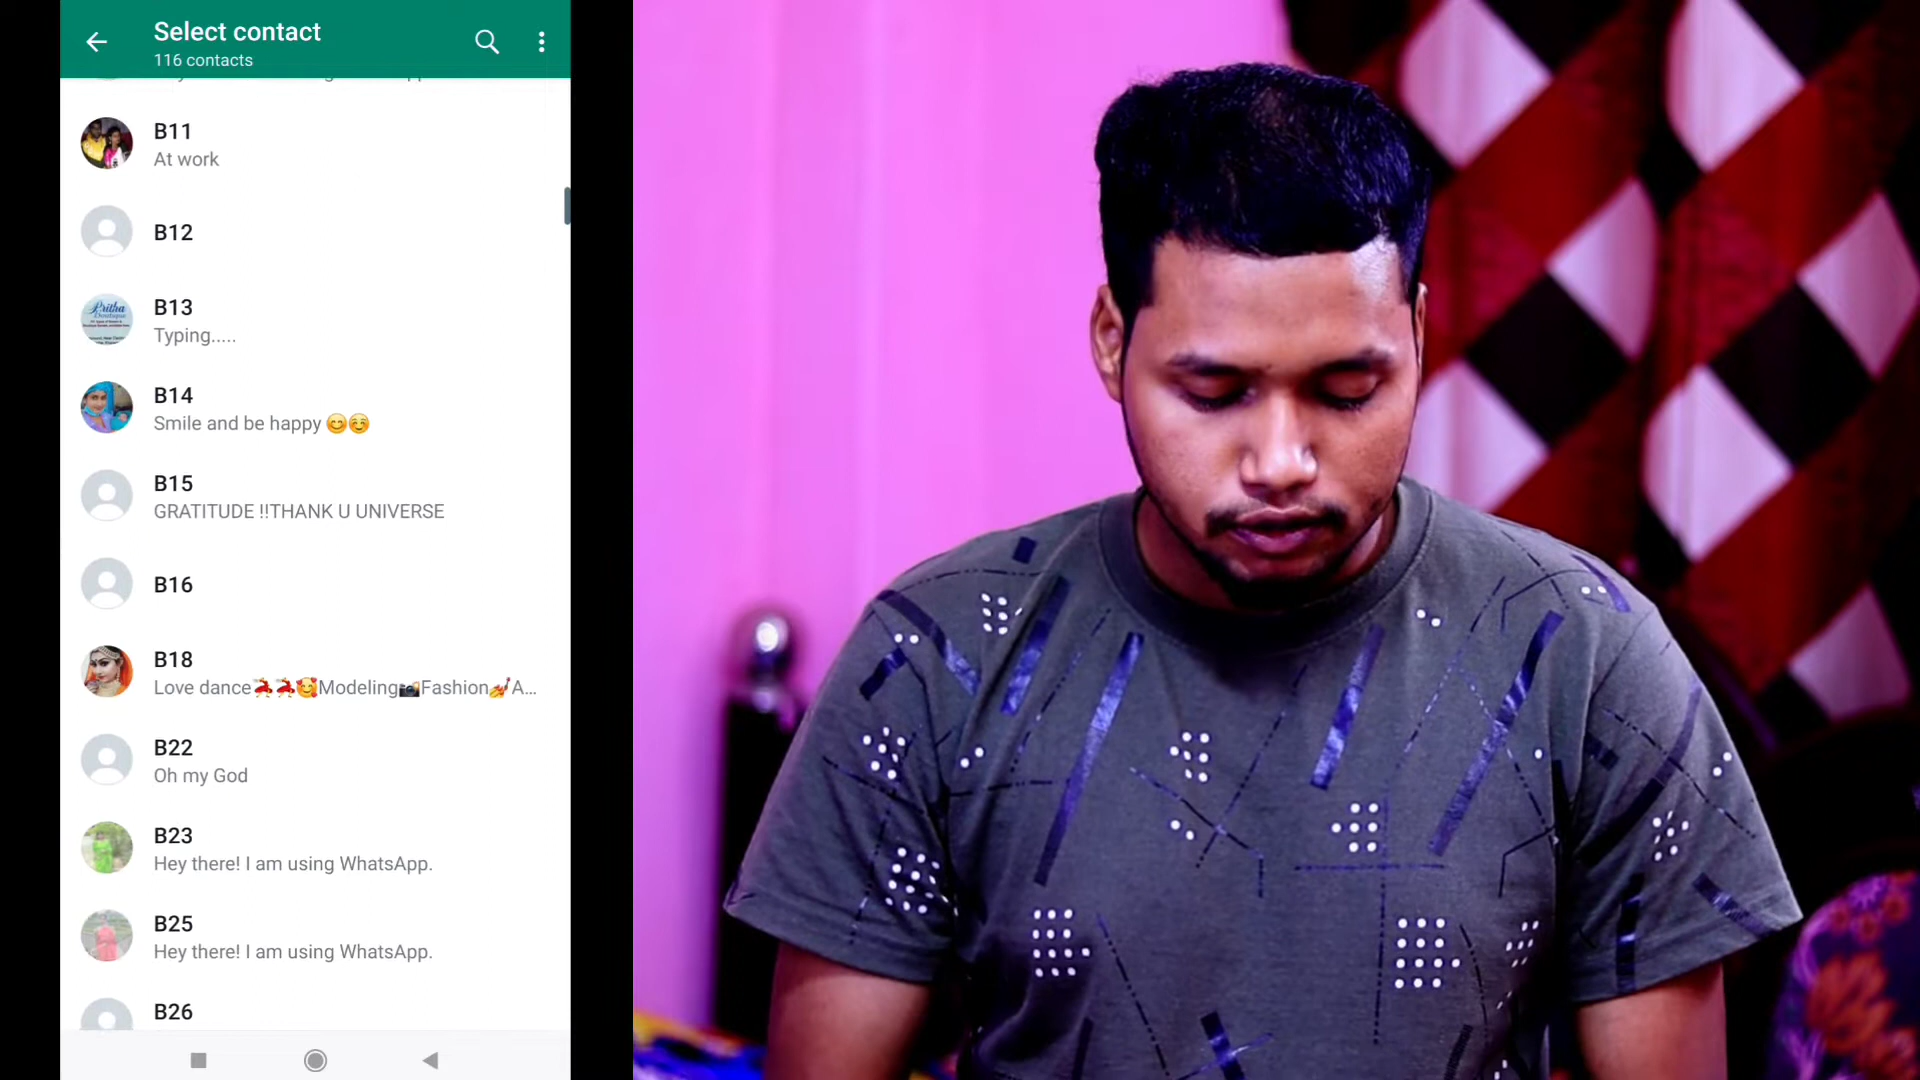 Select contact
116 contacts
B11
At work
B12
B13
Typing.....
Pritha
Boutique
B14
Smile and be happy 😊☺️
B15
GRATITUDE !!THANK U UNIVERSE
B16
B18
Love dance💃💃🥰Modeling📸Fashion💅A...
B22
Oh my God
B23
Hey there! I am using WhatsApp.
B25
Hey there! I am using WhatsApp.
B26